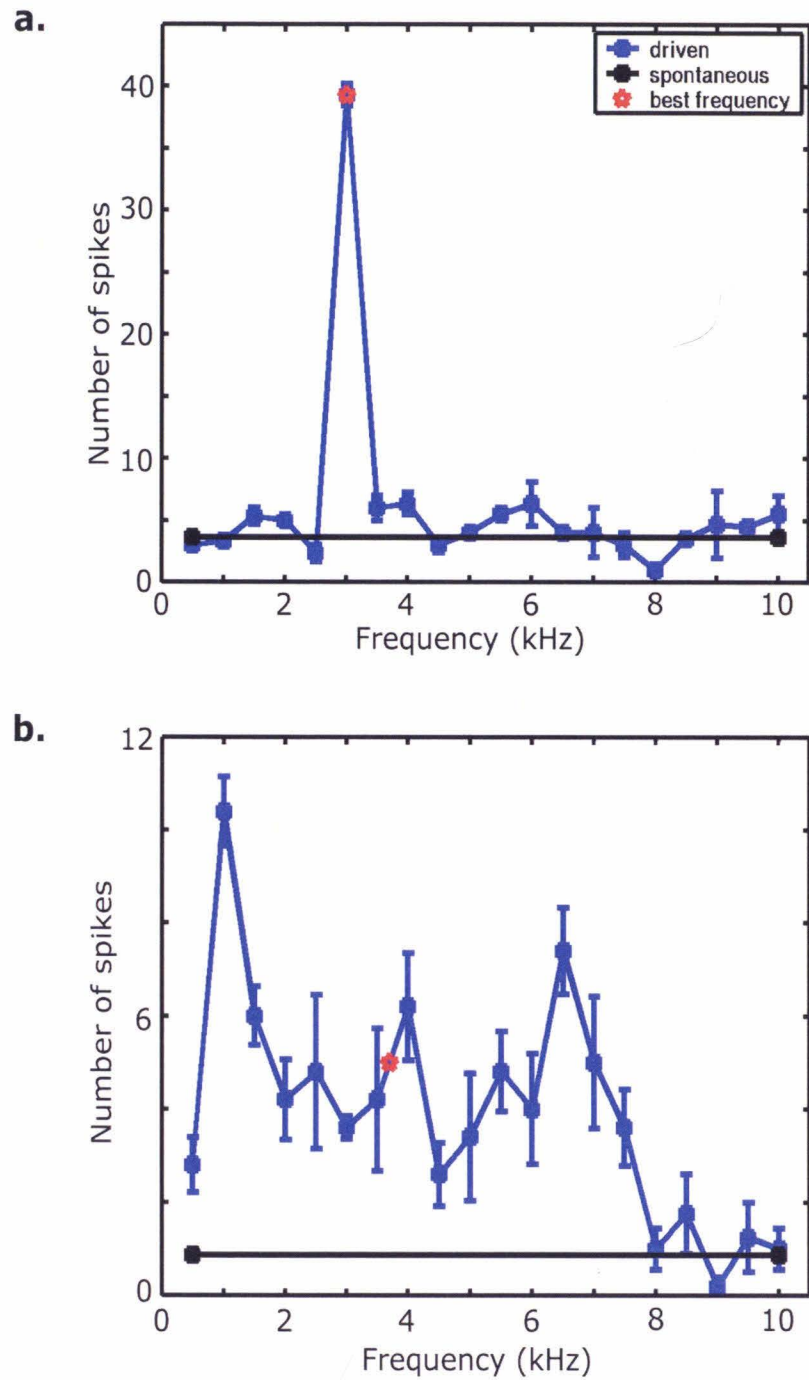 a.
driven
spontaneous
best frequency
40
30
20
10
0
Number of spikes
0 2 4 6 8 10
Frequency (kHz)
b.
12
6
0
Number of spikes
0 2 4 6 8 10
Frequency (kHz)